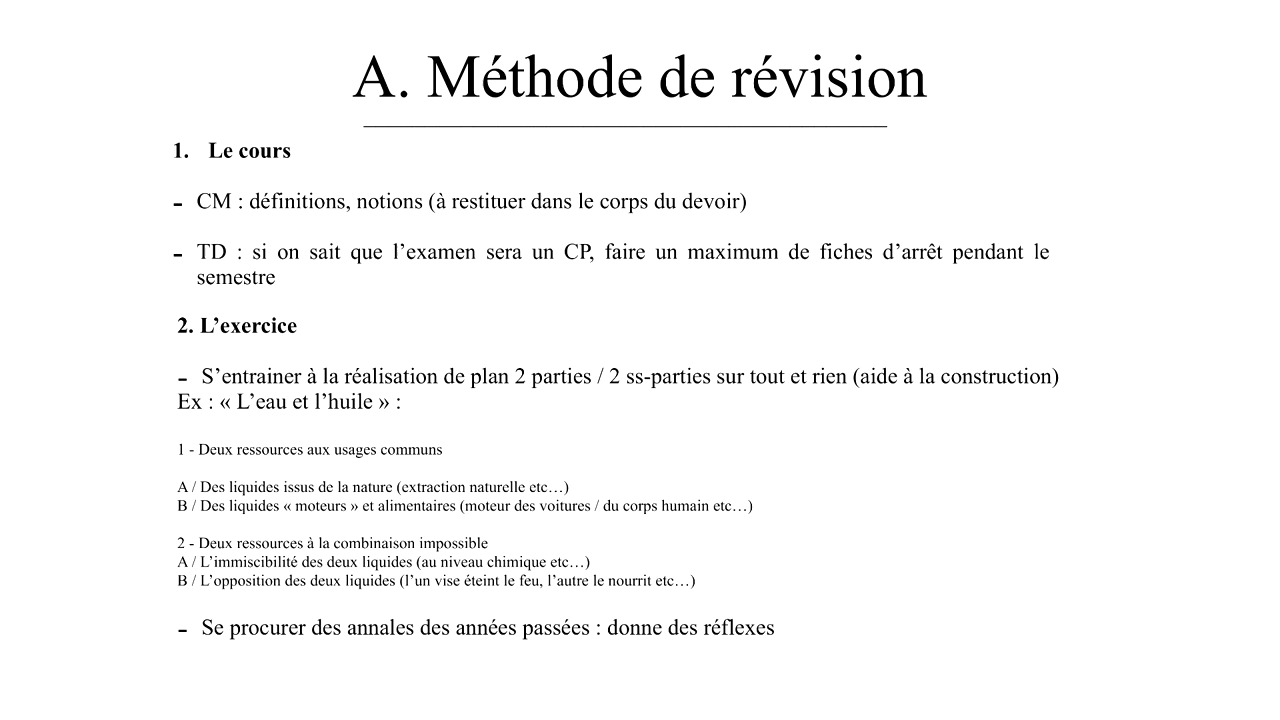 A. Méthode de révision
1. Le cours
- CM : définitions, notions (à restituer dans le corps du devoir)
- TD : si on sait que l’examen sera un CP, faire un maximum de fiches d’arrêt pendant le
semestre
2. L’exercice
- S’entrainer à la réalisation de plan 2 parties / 2 ss-parties sur tout et rien (aide à la construction)
Ex : « L’eau et l’huile » :
1 - Deux ressources aux usages communs
A / Des liquides issus de la nature (extraction naturelle etc…)
B / Des liquides « moteurs » et alimentaires (moteur des voitures / du corps humain etc…)
2 - Deux ressources à la combinaison impossible
A / L’immiscibilité des deux liquides (au niveau chimique etc…)
B / L’opposition des deux liquides (l’un vise éteint le feu, l’autre le nourrit etc…)
- Se procurer des annales des années passées : donne des réflexes